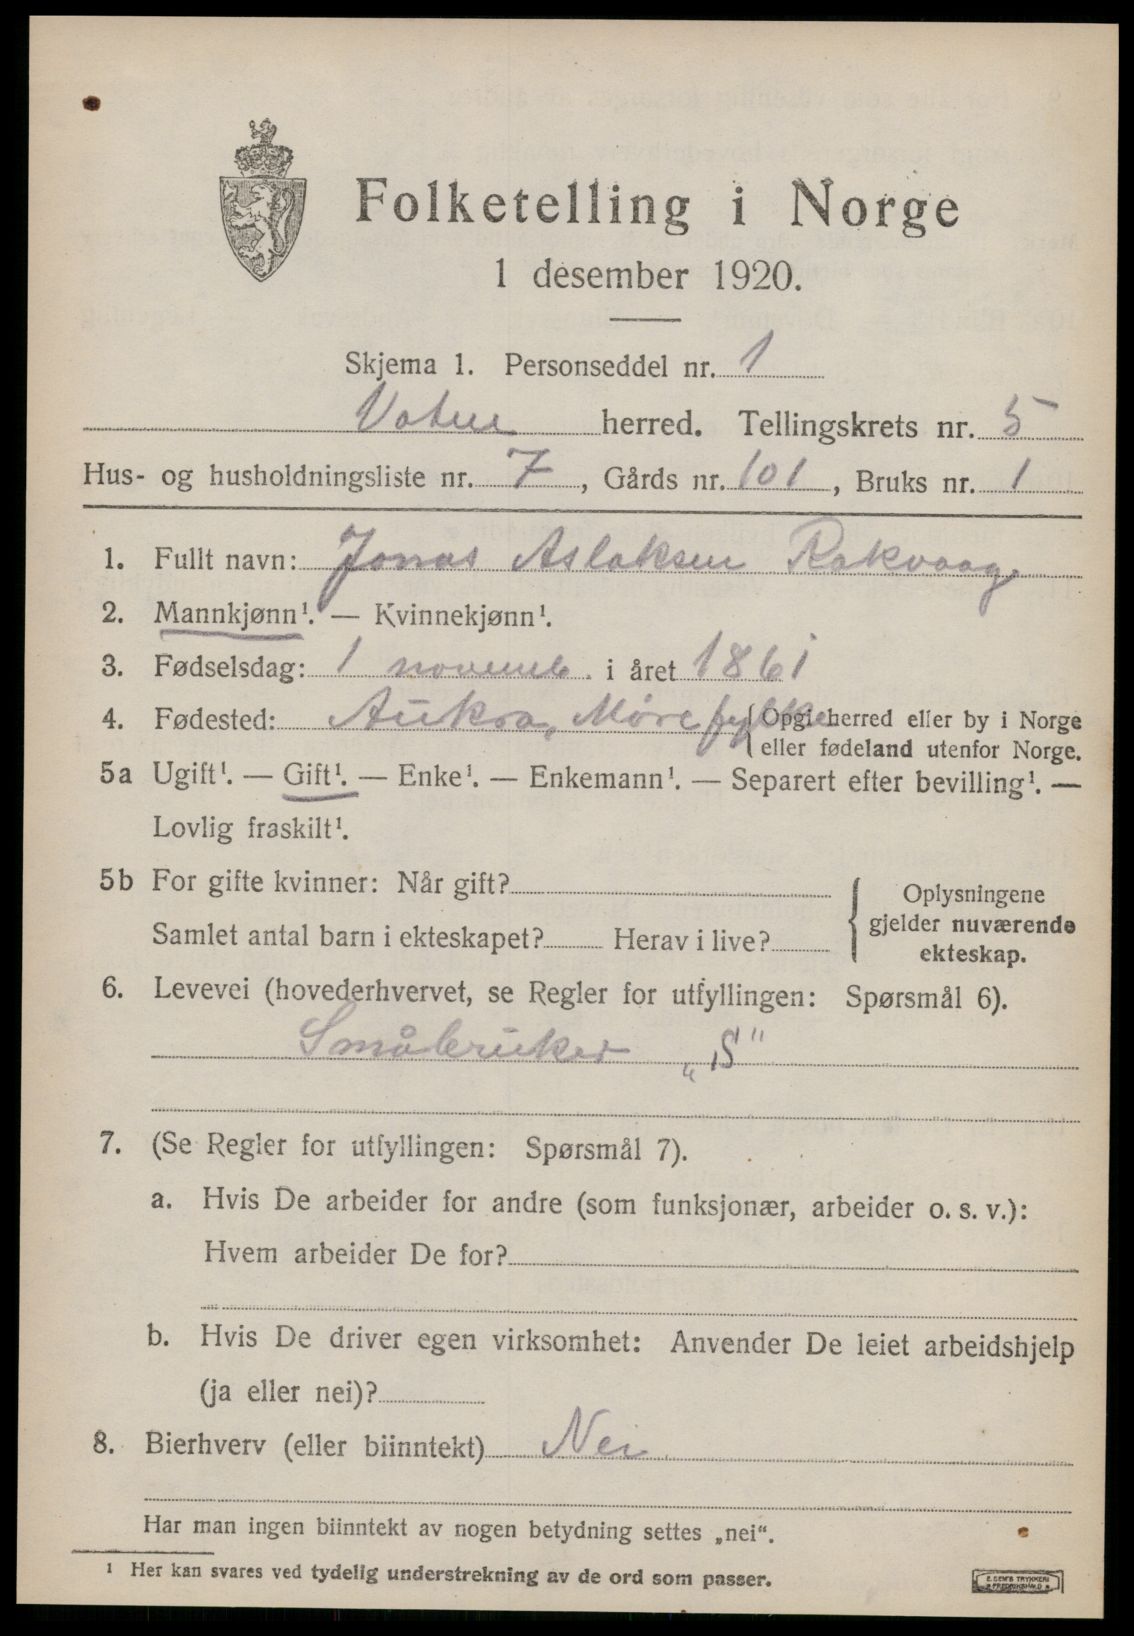 Folketelling i Norge
1 desember 1920.
Skjema 1. Personseddel nr. 1
Vatne herred. Tellingskrets nr. 5
Hus- og husholdningsliste nr. 7, Gårds nr. 101, Bruks nr. 1
1. Fullt navn: Jonas Aslaksen Rakvaag
2. Mannkjønn¹. — Kvinnekjønn¹.
3. Fødselsdag: 1 novemb. i året 1861
4. Fødested: Aukra, Møre fylke { Opgi herred eller by i Norge
eller fødeland utenfor Norge.
5a Ugift¹. — Gift¹. — Enke¹. — Enkemann¹. — Separert efter bevilling¹. —
Lovlig fraskilt¹.
5b For gifte kvinner: Når gift?
Samlet antal barn i ekteskapet? Herav i live?
{ Oplysningene
gjelder nuværende
ekteskap.
6. Levevei (hovederhvervet, se Regler for utfyllingen: Spørsmål 6).
Småbruker „S"
7. (Se Regler for utfyllingen: Spørsmål 7).
a. Hvis De arbeider for andre (som funksjonær, arbeider o. s. v.):
Hvem arbeider De for?
b. Hvis De driver egen virksomhet: Anvender De leiet arbeidshjelp
(ja eller nei)?
8. Bierhverv (eller biinntekt) Nei
Har man ingen biinntekt av nogen betydning settes „nei“.
¹ Her kan svares ved tydelig understrekning av de ord som passer.
E. SEM'S TRYKKERI
FREDRIKSHALD